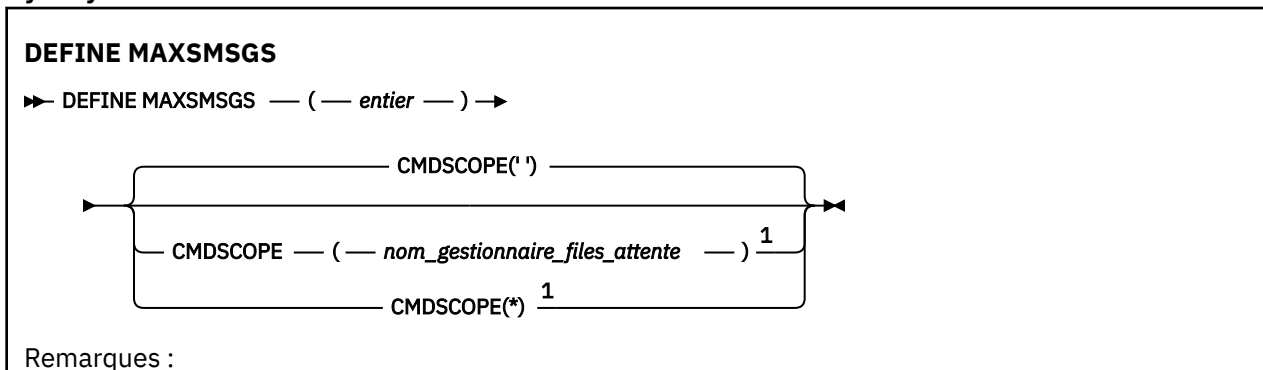 DEFINE MAXSMSGS
DEFINE MAXSMSGS ( entier )
CMDSCOPE(' ')
CMDSCOPE ( nom_gestionnaire_files_attente ) 1
CMDSCOPE(*) 1
Remarques :